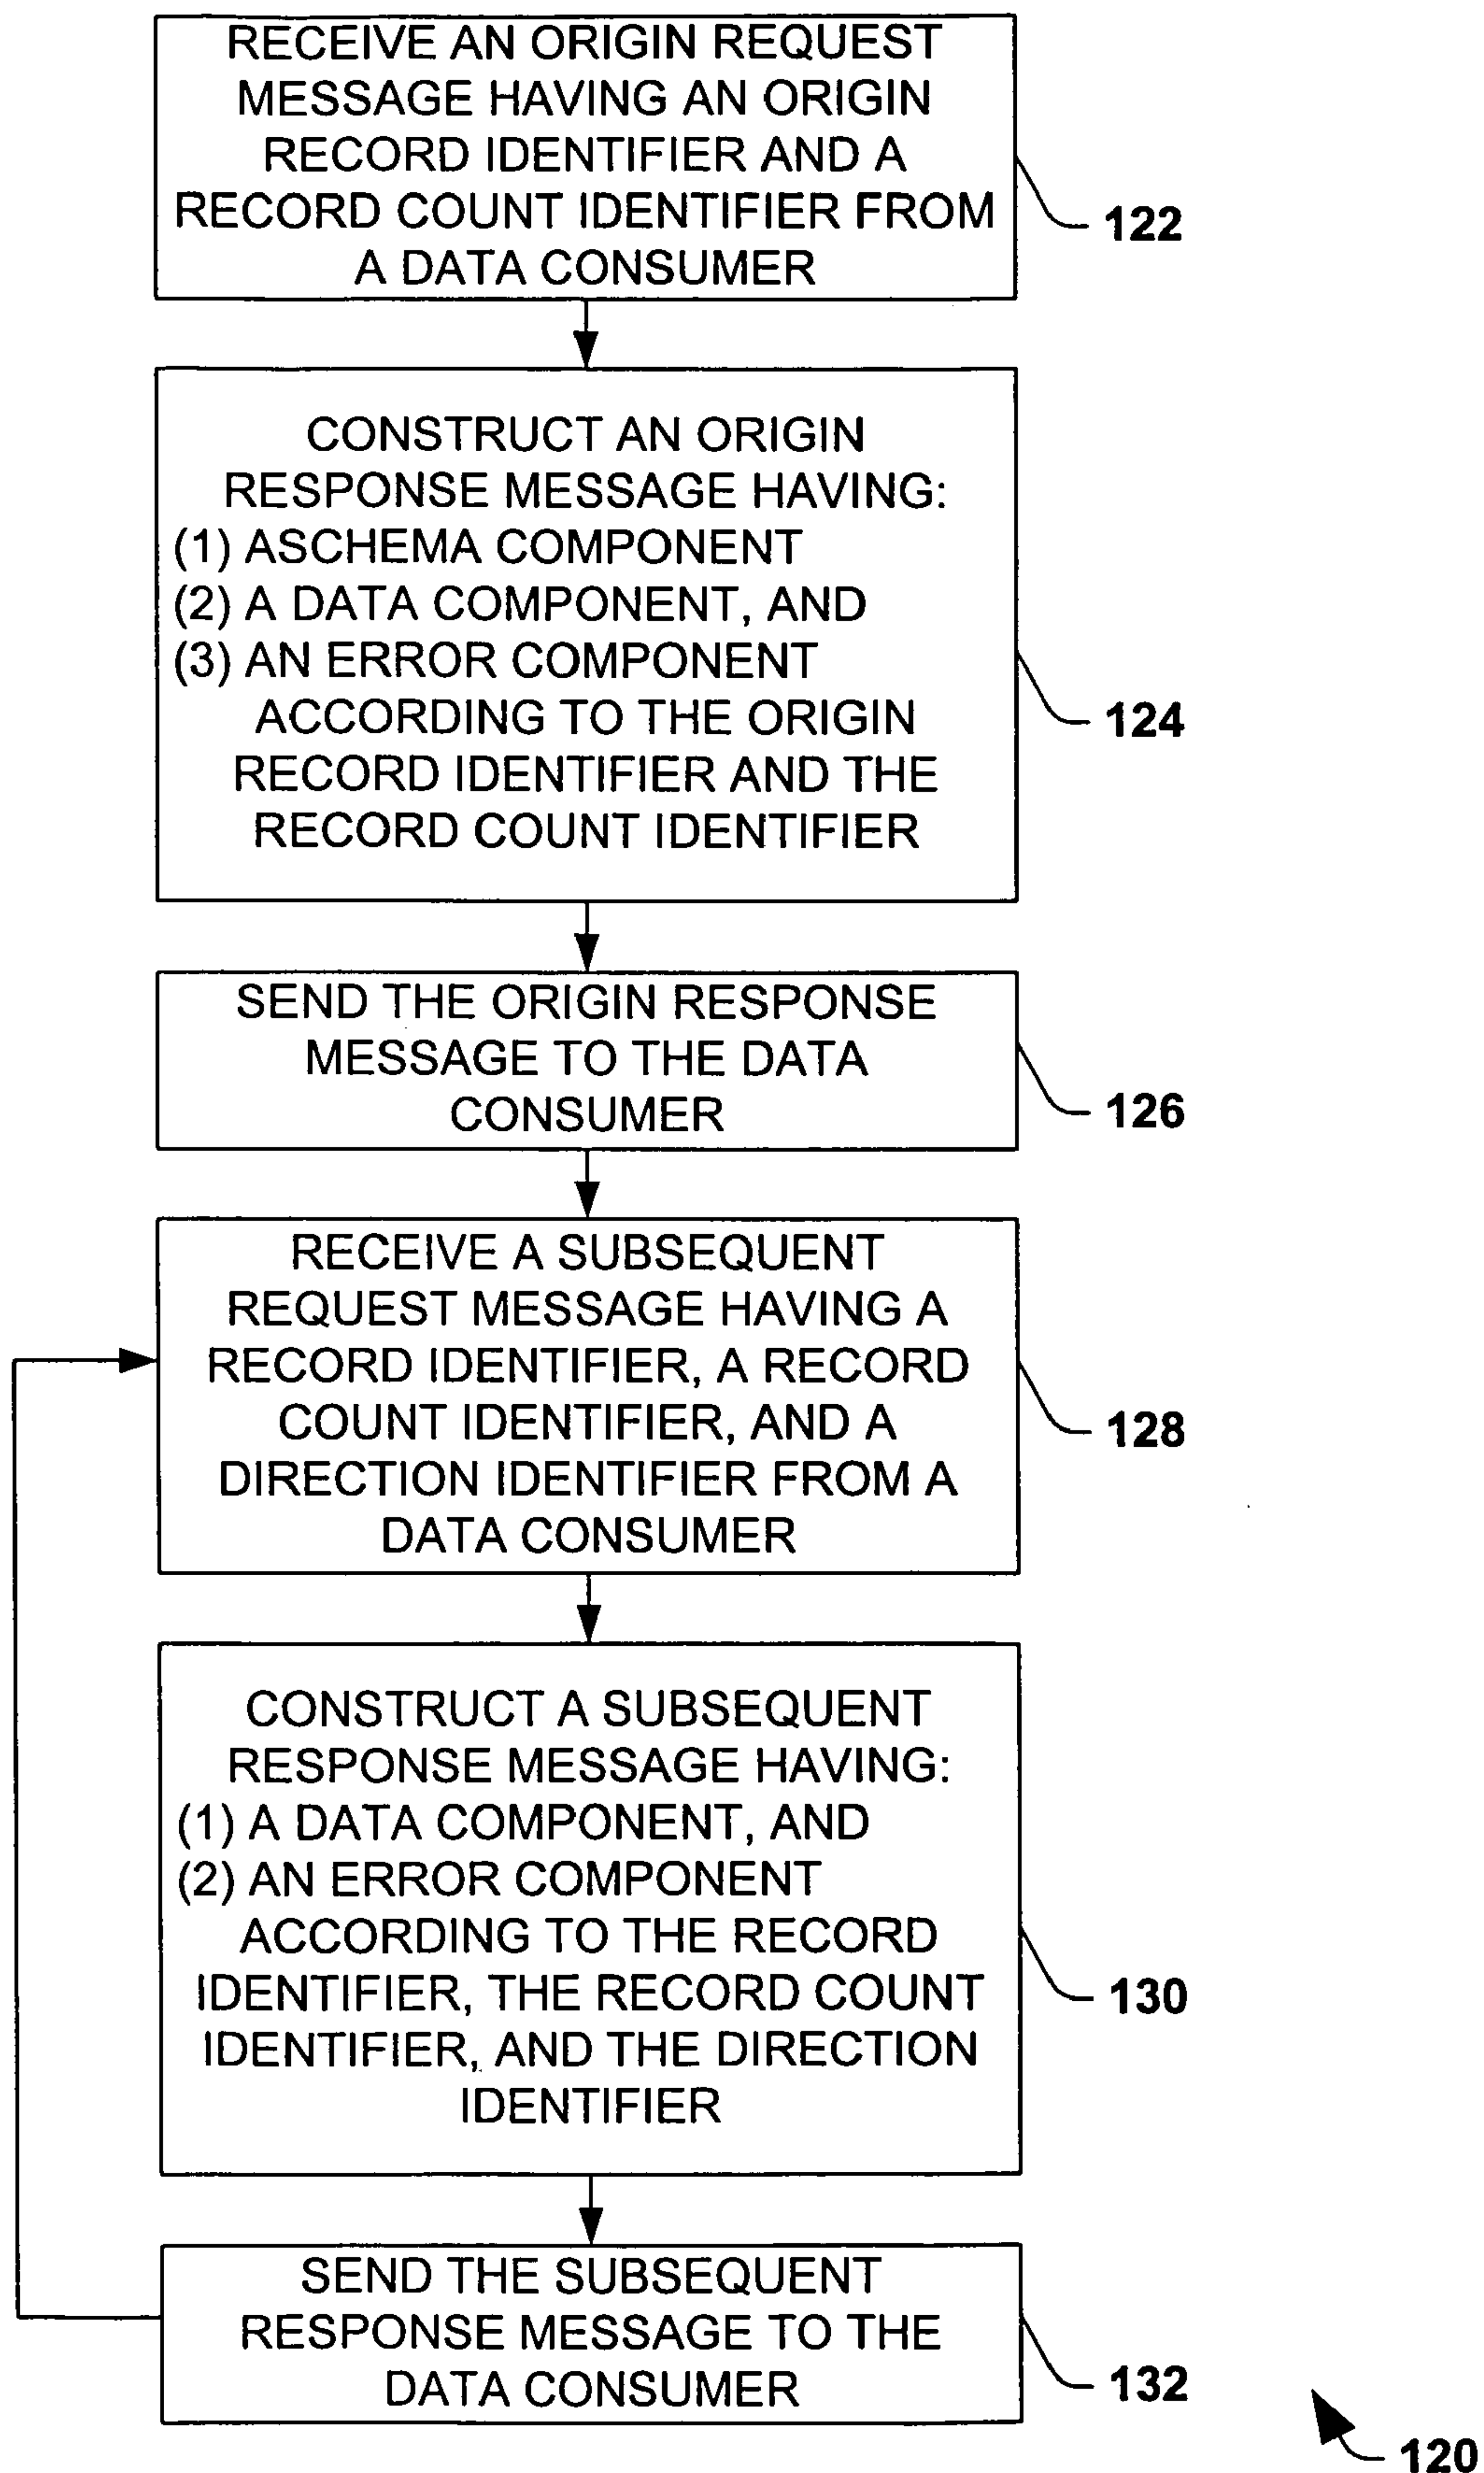 RECEIVE AN ORIGIN REQUEST
MESSAGE HAVING AN ORIGIN
RECORD IDENTIFIER AND A
RECORD COUNT IDENTIFIER FROM
A DATA CONSUMER
122
CONSTRUCT AN ORIGIN
RESPONSE MESSAGE HAVING:
(1) ASCHEMA COMPONENT
(2) A DATA COMPONENT, AND
(3) AN ERROR COMPONENT
ACCORDING TO THE ORIGIN
RECORD IDENTIFIER AND THE
RECORD COUNT IDENTIFIER
124
SEND THE ORIGIN RESPONSE
MESSAGE TO THE DATA
CONSUMER
126
RECEIVE A SUBSEQUENT
REQUEST MESSAGE HAVING A
RECORD IDENTIFIER, A RECORD
COUNT IDENTIFIER, AND A
DIRECTION IDENTIFIER FROM A
DATA CONSUMER
128
CONSTRUCT A SUBSEQUENT
RESPONSE MESSAGE HAVING:
(1) A DATA COMPONENT, AND
(2) AN ERROR COMPONENT
ACCORDING TO THE RECORD
IDENTIFIER, THE RECORD COUNT
IDENTIFIER, AND THE DIRECTION
IDENTIFIER
130
SEND THE SUBSEQUENT
RESPONSE MESSAGE TO THE
DATA CONSUMER
132
120